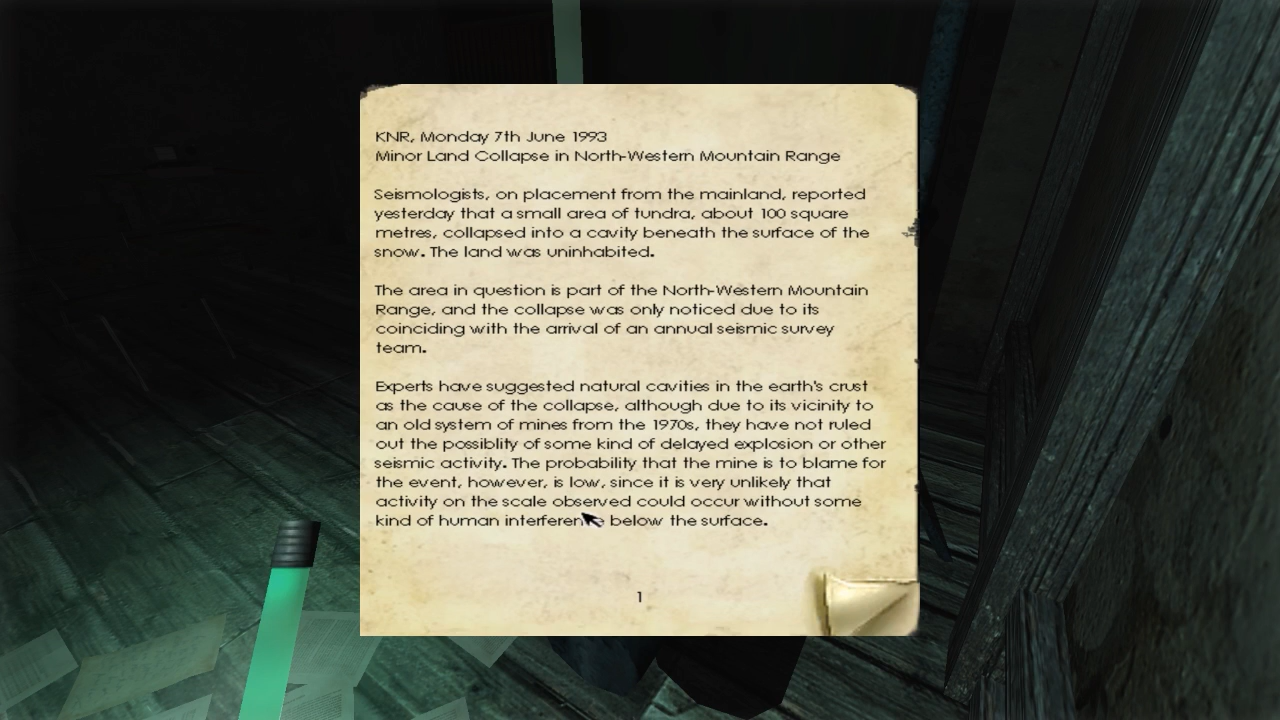 KNR, Monday 7th June 1993
Minor Land Collapse in North-Western Mountain Range
Seismologists, on placement from the mainland, reported
yesterday that a small area of tundra, about 100 square
metres, collapsed into a cavity beneath the surface of the
snow. The land was uninhabited.
The area in question is part of the North-Western Mountain
Range, and the collapse was only noticed due to its
coinciding with the arrival of an annual seismic survey
team.
Experts have suggested natural cavities in the earth's crust
as the cause of the collapse, although due to its vicinity to
an old system of mines from the 1970s, they have not ruled
out the possiblity of some kind of delayed explosion or other
seismic activity. The probability that the mine is to blame for
the event, however, is low, since it is very unlikely that
activity on the scale observed could occur without some
kind of human interference below the surface.
1